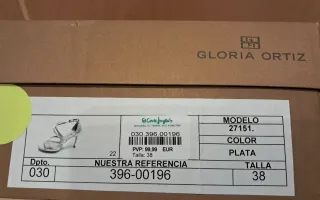 GLORIA ORTIZ
El Corte Inglés
030 396 00196
PVP: 99,99 EUR
Talla: 38
22
MODELO
27151.
COLOR
PLATA
Dpto.
NUESTRA REFERENCIA
TALLA
030
396-00196
38